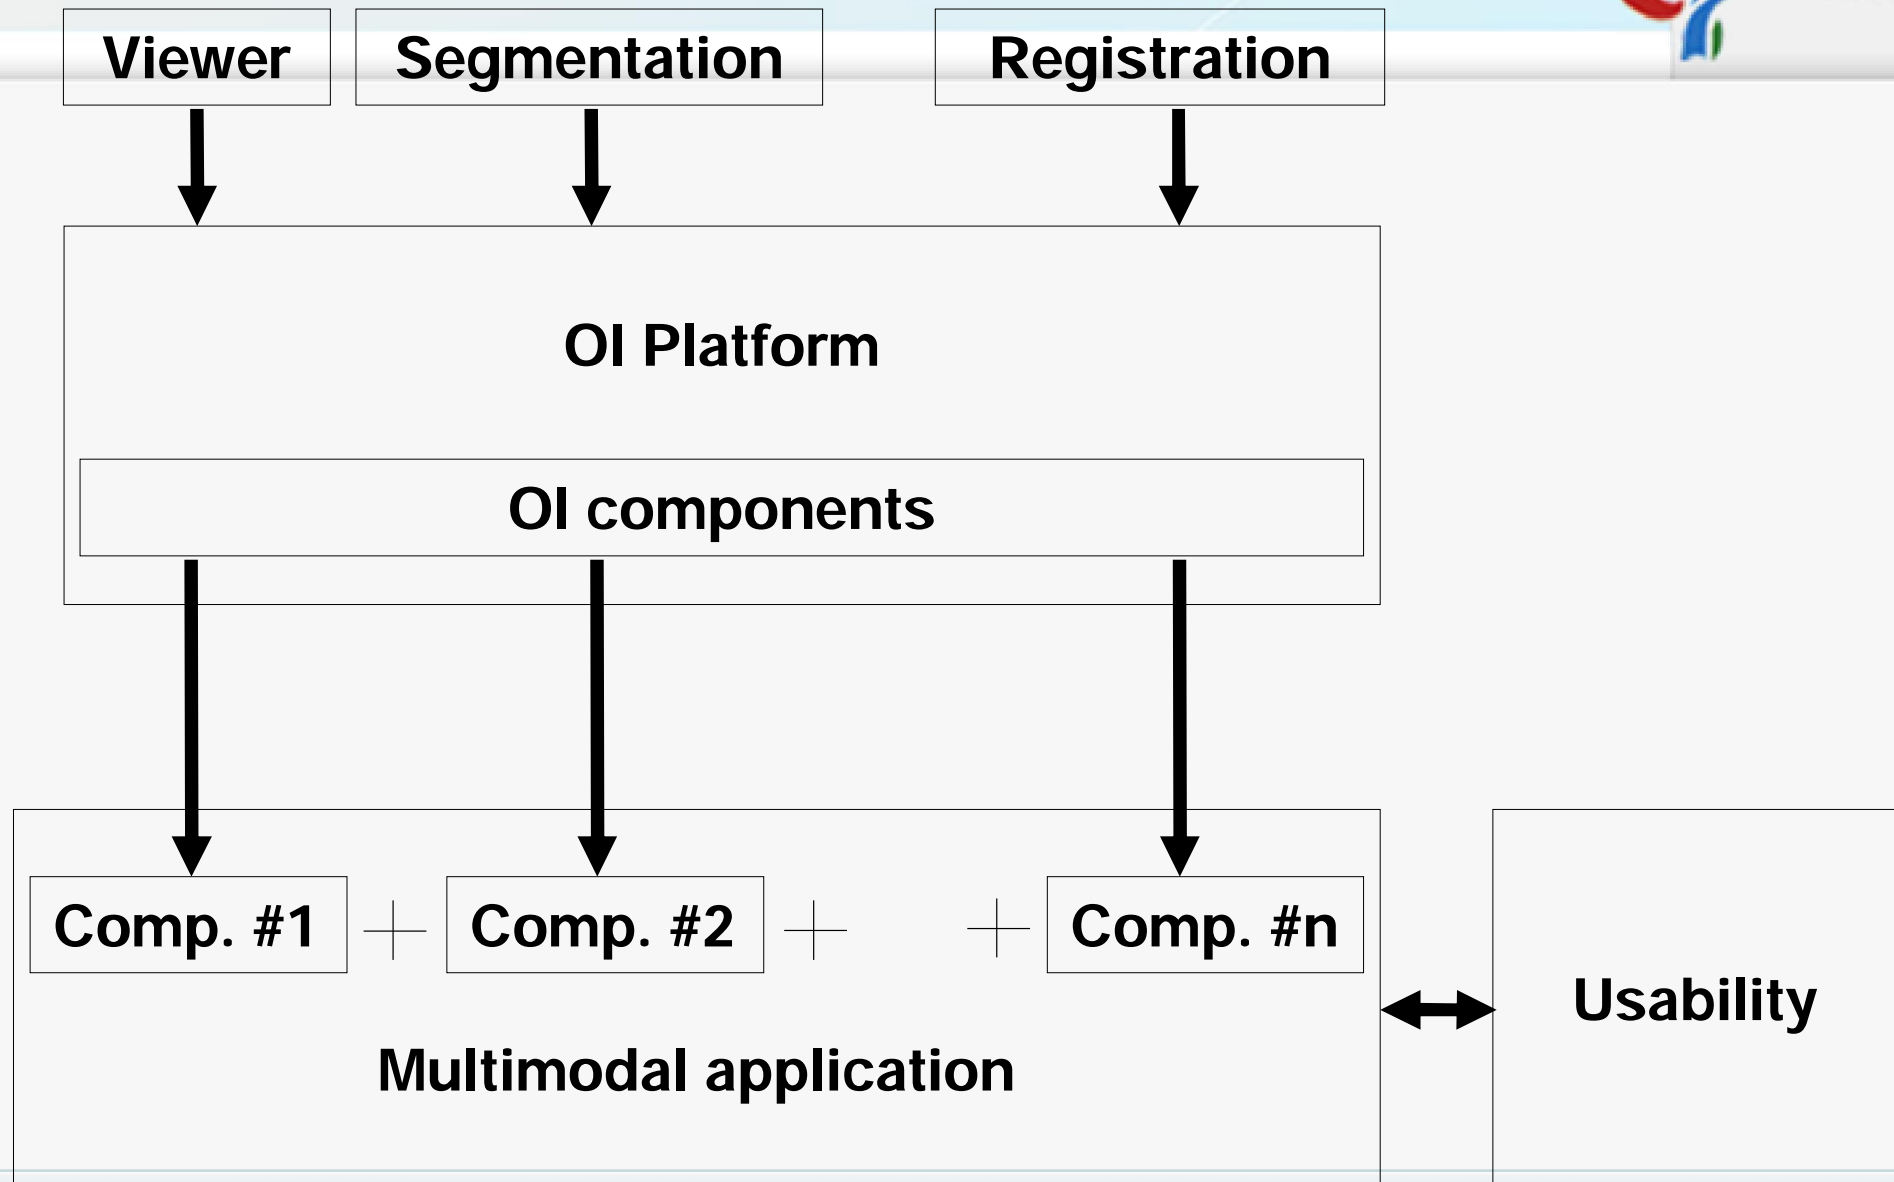 Viewer
Segmentation
Registration
OI Platform
OI components
Comp. #1 + Comp. #2 + + Comp. #n
Usability
Multimodal application